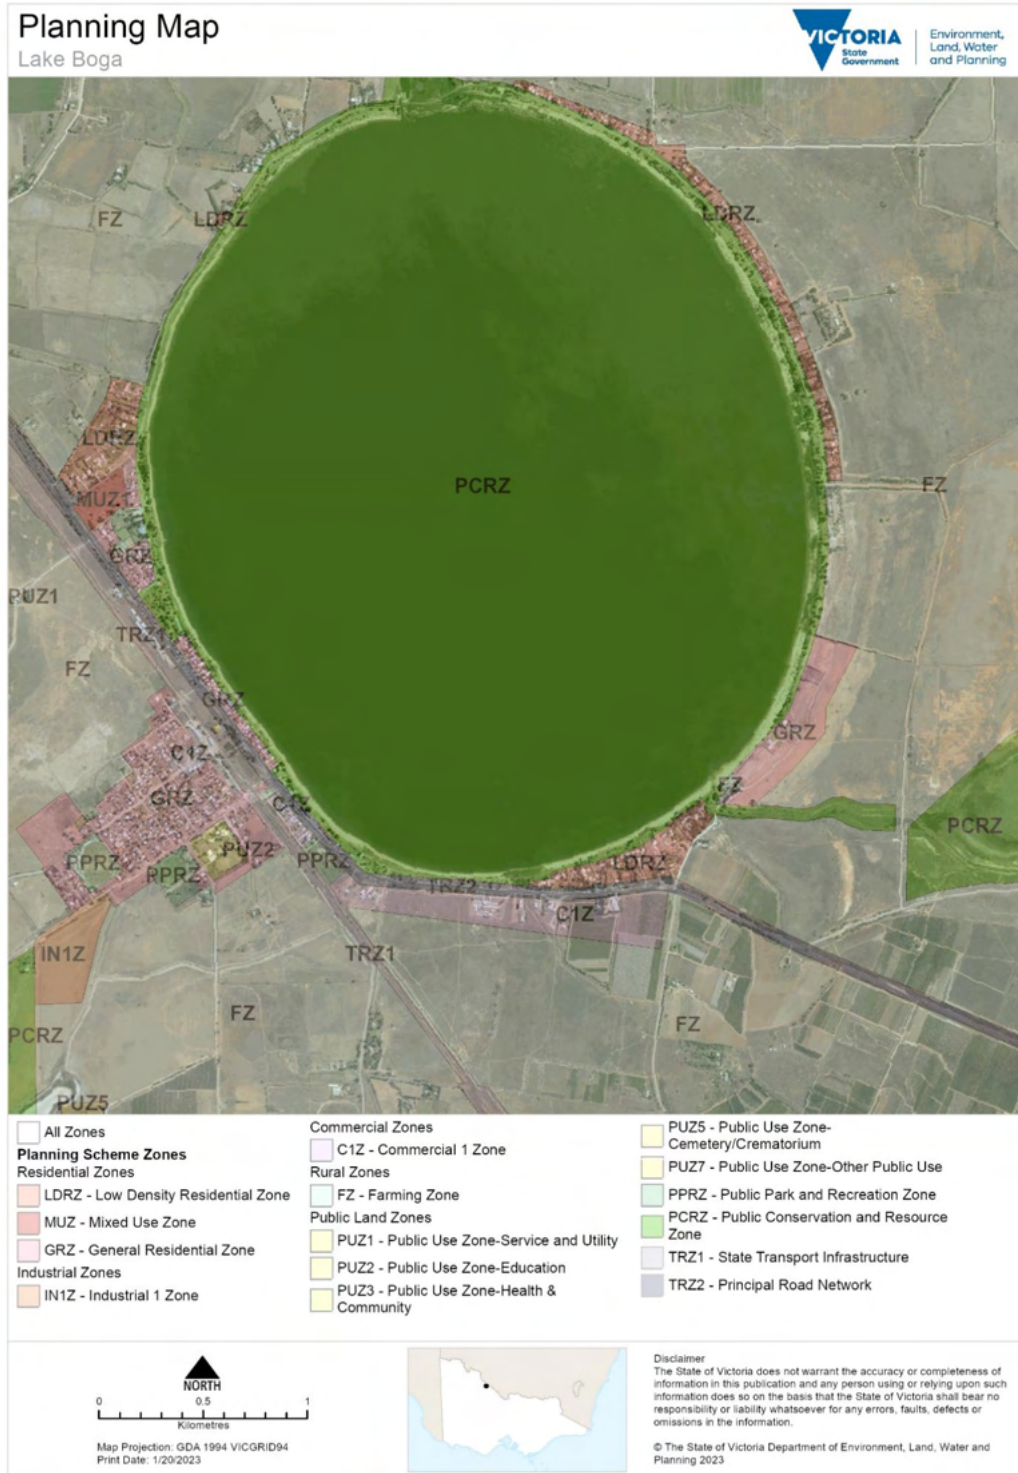 Planning Map
Lake Boga
VICTORIA
State
Government
Environment,
Land, Water
and Planning
FZ
LDRZ
LDRZ
LDRZ
MUZ1
PCRZ
FZ
GRZ
PUZ1
TRZ1
FZ
GRZ
GRZ
C1Z
FZ
GRZ
C1Z
PCRZ
PUZ2
PPRZ
PPRZ
PPRZ
LDRZ
TRZ2
C1Z
IN1Z
TRZ1
FZ
FZ
PCRZ
PUZ5
All Zones
Planning Scheme Zones
Residential Zones
LDRZ - Low Density Residential Zone
MUZ - Mixed Use Zone
GRZ - General Residential Zone
Industrial Zones
IN1Z - Industrial 1 Zone
Commercial Zones
C1Z - Commercial 1 Zone
Rural Zones
FZ - Farming Zone
Public Land Zones
PUZ1 - Public Use Zone-Service and Utility
PUZ2 - Public Use Zone-Education
PUZ3 - Public Use Zone-Health &
Community
PUZ5 - Public Use Zone-
Cemetery/Crematorium
PUZ7 - Public Use Zone-Other Public Use
PPRZ - Public Park and Recreation Zone
PCRZ - Public Conservation and Resource
Zone
TRZ1 - State Transport Infrastructure
TRZ2 - Principal Road Network
NORTH
0 0.5 1
Kilometres
Map Projection: GDA 1994 VICGRID94
Print Date: 1/20/2023
Disclaimer
The State of Victoria does not warrant the accuracy or completeness of
information in this publication and any person using or relying upon such
information does so on the basis that the State of Victoria shall bear no
responsibility or liability whatsoever for any errors, faults, defects or
omissions in the information.
© The State of Victoria Department of Environment, Land, Water and
Planning 2023